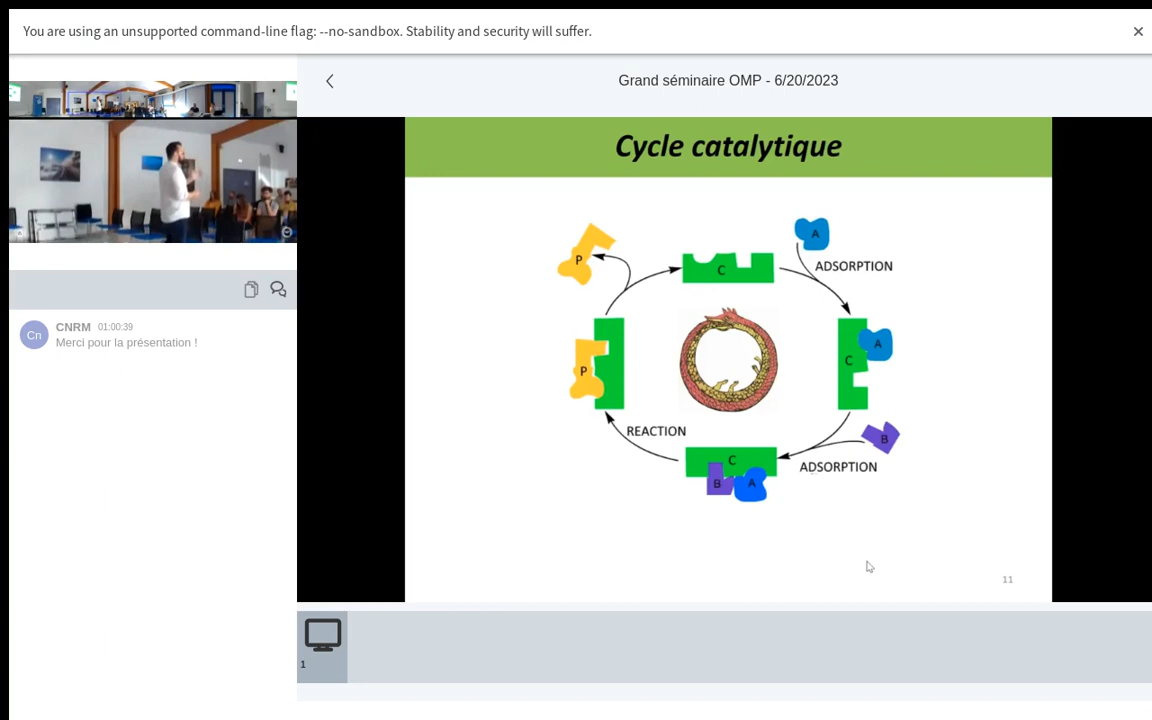 You are using an unsupported command-line flag: --no-sandbox. Stability and security will suffer.
Grand séminaire OMP - 6/20/2023
Cycle catalytique
A
P
C
ADSORPTION
A
C
P
REACTION
B
C
ADSORPTION
B A
11
Cn
CNRM 01:00:39
Merci pour la présentation !
1